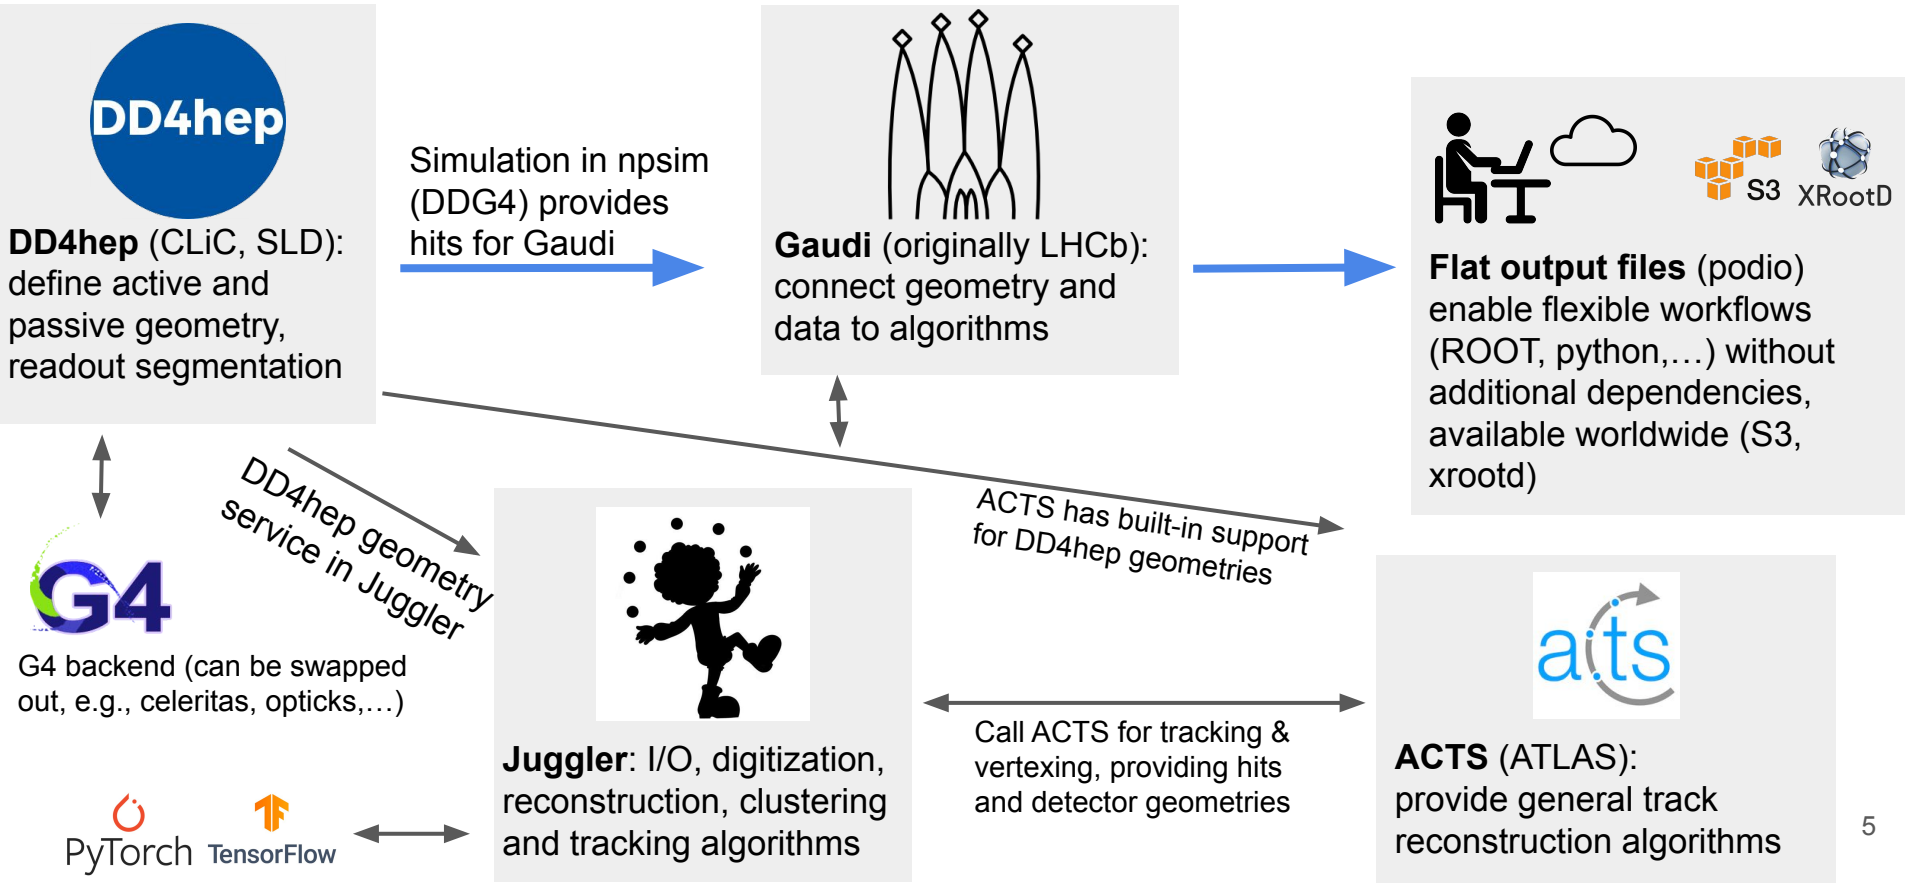 DD4hep
DD4hep (CLiC, SLD):
define active and
passive geometry,
readout segmentation
Simulation in npsim
(DDG4) provides
hits for Gaudi
Gaudi (originally LHCb):
connect geometry and
data to algorithms
S3
XRootD
Flat output files (podio)
enable flexible workflows
(ROOT, python,...) without
additional dependencies,
available worldwide (S3,
xrootd)
DD4hep geometry
service in Juggler
ACTS has built-in support
for DD4hep geometries
G4
G4 backend (can be swapped
out, e.g., celeritas, opticks,...)
PyTorch
TensorFlow
Juggler: I/O, digitization,
reconstruction, clustering
and tracking algorithms
Call ACTS for tracking &
vertexing, providing hits
and detector geometries
acts
ACTS (ATLAS):
provide general track
reconstruction algorithms
5